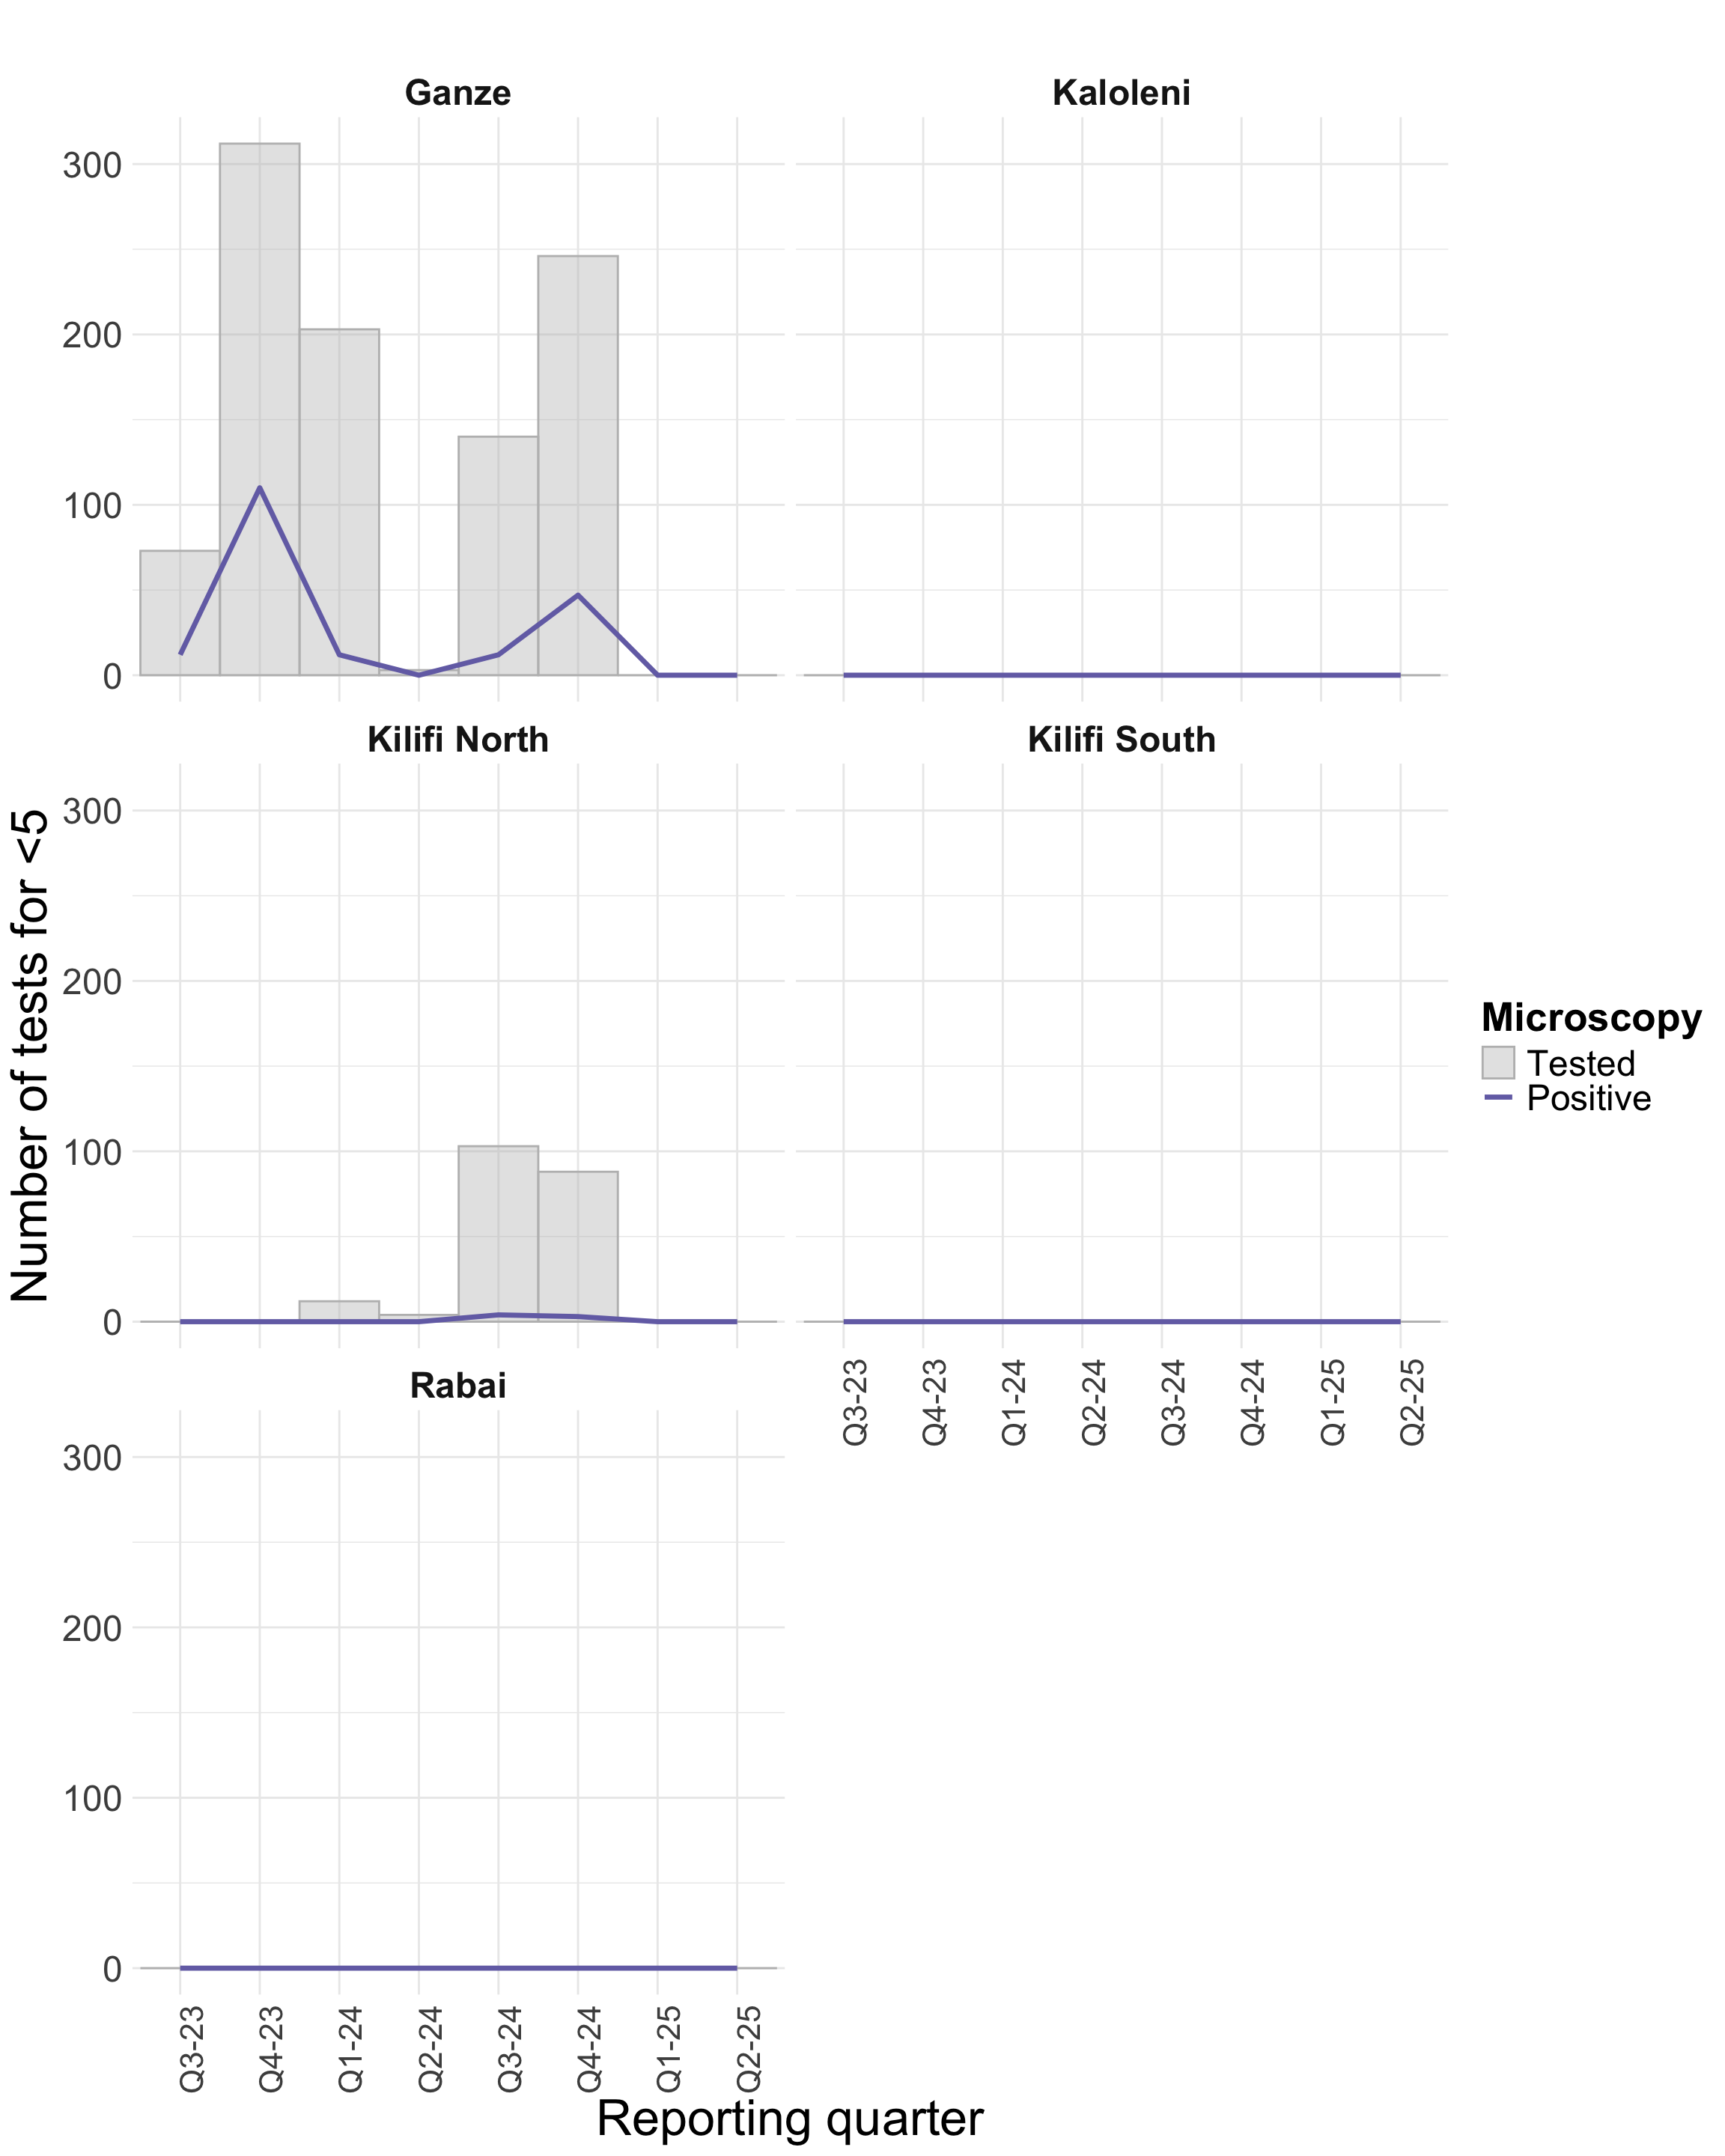 Ganze
Kaloleni
300
200
100
0
Kilifi North
Kilifi South
Number of tests for <5
300
200
100
0
Microscopy
Tested
Positive
Q3-23
Q4-23
Q1-24
Q2-24
Q3-24
Q4-24
Q1-25
Q2-25
Rabai
300
200
100
0
Q3-23
Q4-23
Q1-24
Q2-24
Q3-24
Q4-24
Q1-25
Q2-25
Reporting quarter